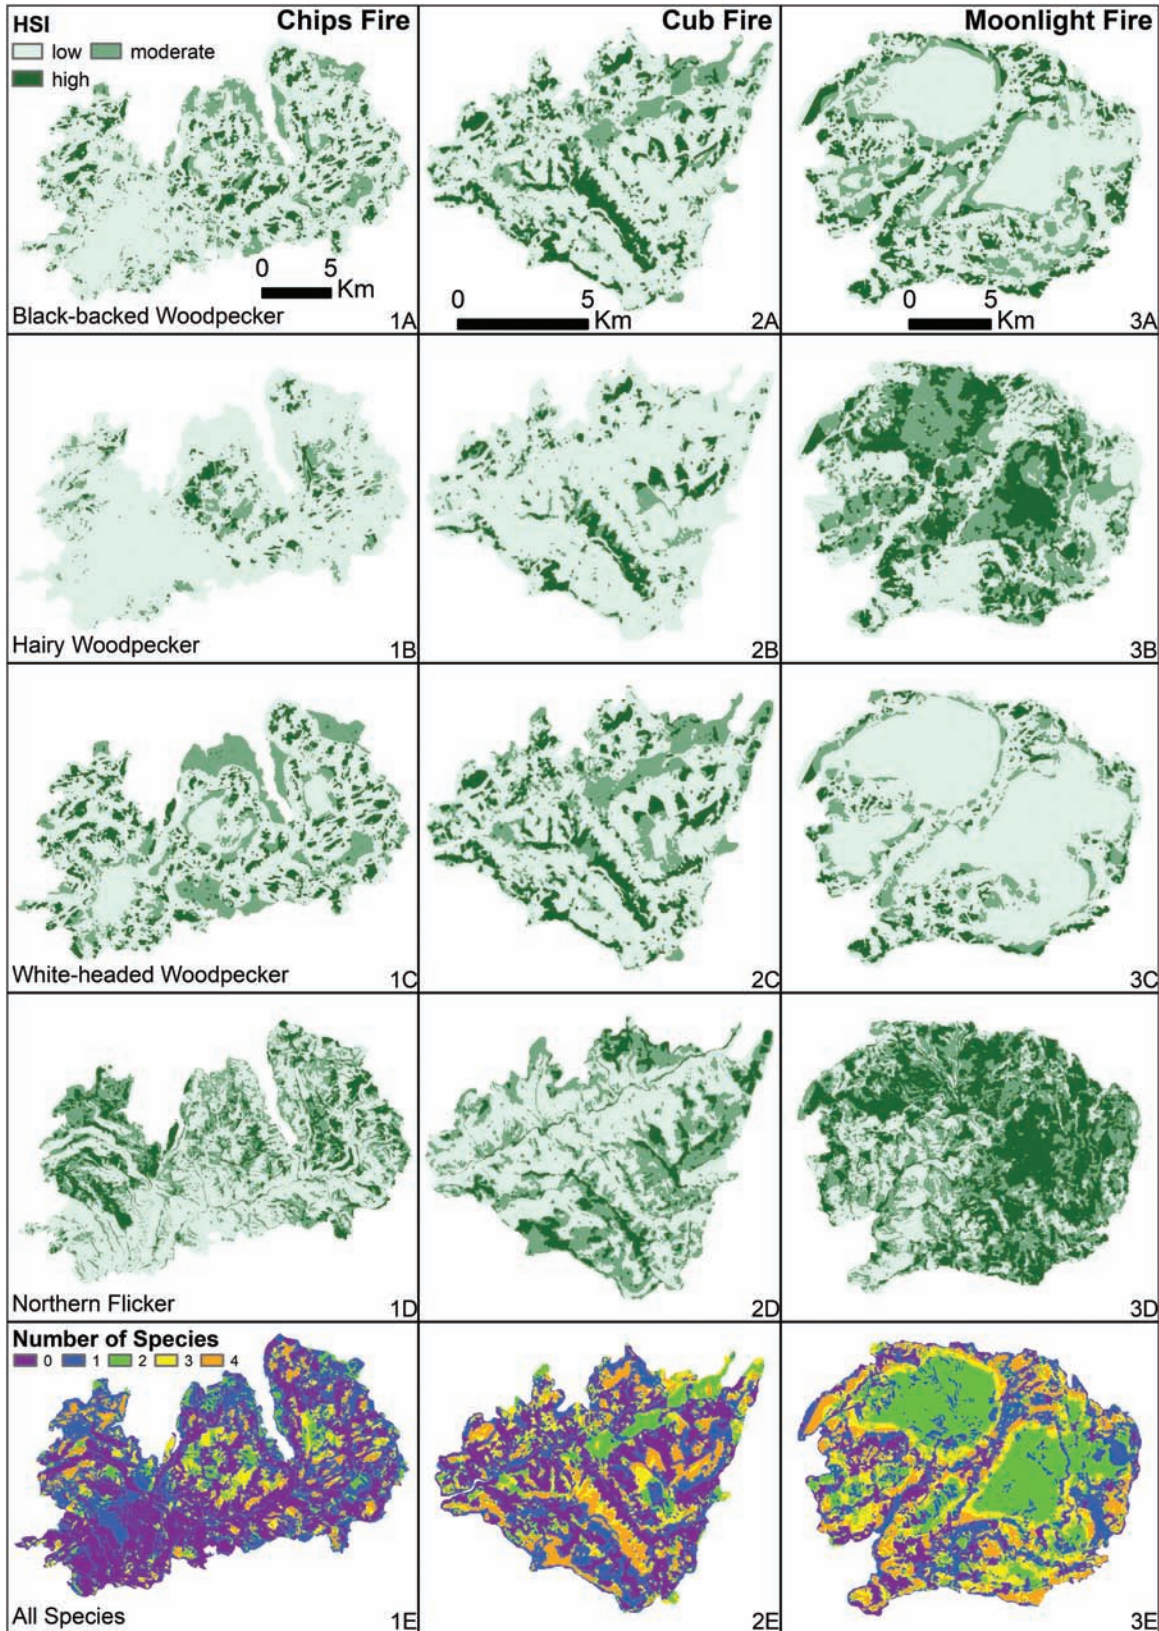 HSI
low moderate
high
Chips Fire
Cub Fire
Moonlight Fire
0 5
Km
Black-backed Woodpecker
1A
0 5
Km
2A
0 5
Km
3A
Hairy Woodpecker
1B
2B
3B
White-headed Woodpecker
1C
2C
3C
Northern Flicker
1D
2D
3D
Number of Species
0 1 2 3 4
All Species
1E
2E
3E